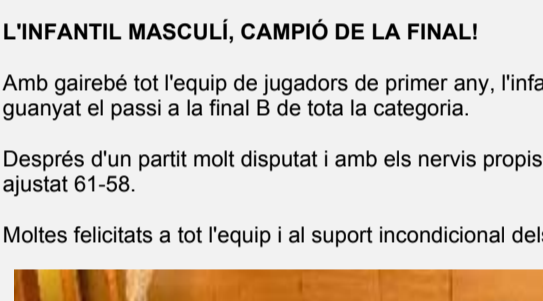 L'INFANTIL MASCULÍ, CAMPIÓ DE LA FINAL!
Amb gairebé tot l'equip de jugadors de primer any, l'infa
guanyat el passi a la final B de tota la categoria.
Després d'un partit molt disputat i amb els nervis propis
ajustat 61-58.
Moltes felicitats a tot l'equip i al suport incondicional dels